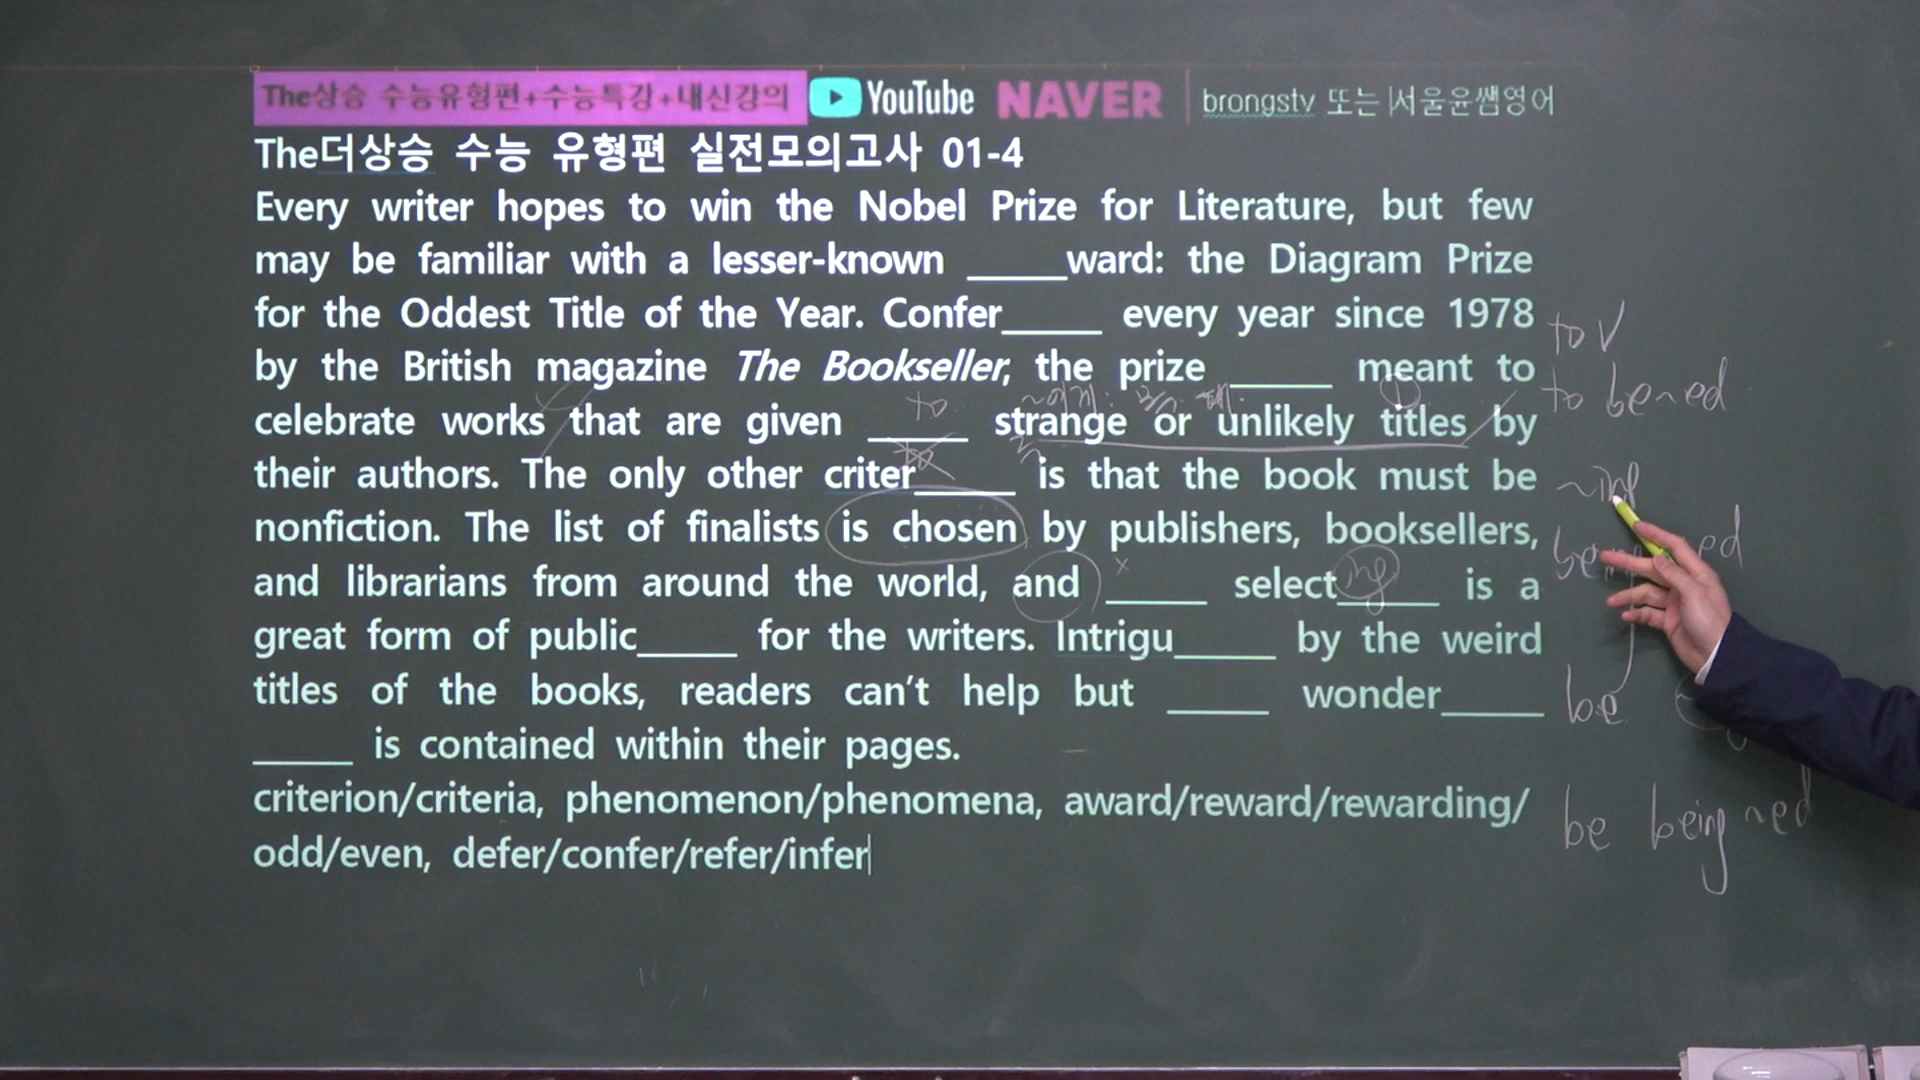 The상승 수능유형편+수능특강+내신강의 YouTube NAVER brongstv 또는 서울윤쌤영어
The더상승 수능 유형편 실전모의고사 01-4
Every writer hopes to win the Nobel Prize for Literature, but few
may be familiar with a lesser-known _____ward: the Diagram Prize
for the Oddest Title of the Year. Confer_____ every year since 1978
to V
by the British magazine The Bookseller, the prize _____ meant to
to be ~ed
to
celebrate works that are given _____ strange or unlikely titles by
their authors. The only other criter_____ is that the book must be
~ing
nonfiction. The list of finalists is chosen by publishers, booksellers,
and librarians from around the world, and _____ select_____ is a
ing
great form of public_____ for the writers. Intrigu_____ by the weird
titles of the books, readers can't help but _____ wonder_____
be
_____ is contained within their pages.
criterion/criteria, phenomenon/phenomena, award/reward/rewarding/
be being ~ed
odd/even, defer/confer/refer/infer